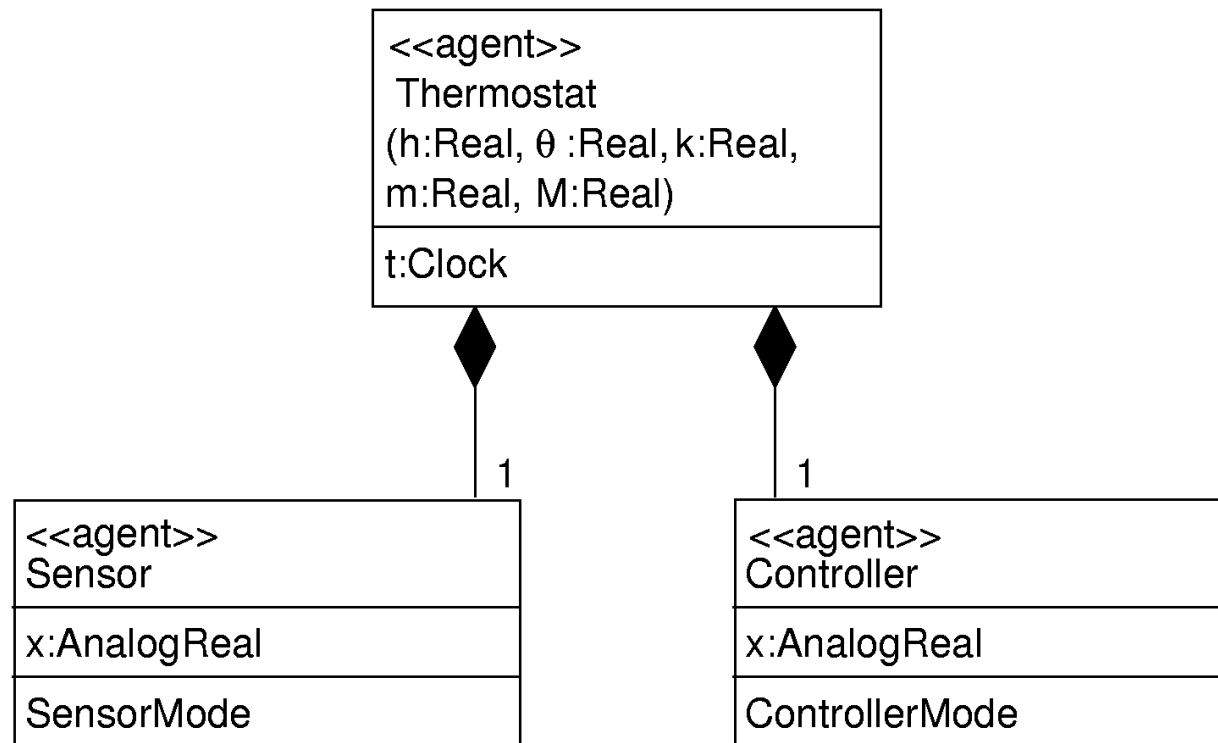 <<agent>>
Thermostat
(h:Real, θ :Real, k:Real,
m:Real, M:Real)
t:Clock
1
1
<<agent>>
Sensor
x:AnalogReal
SensorMode
<<agent>>
Controller
x:AnalogReal
ControllerMode